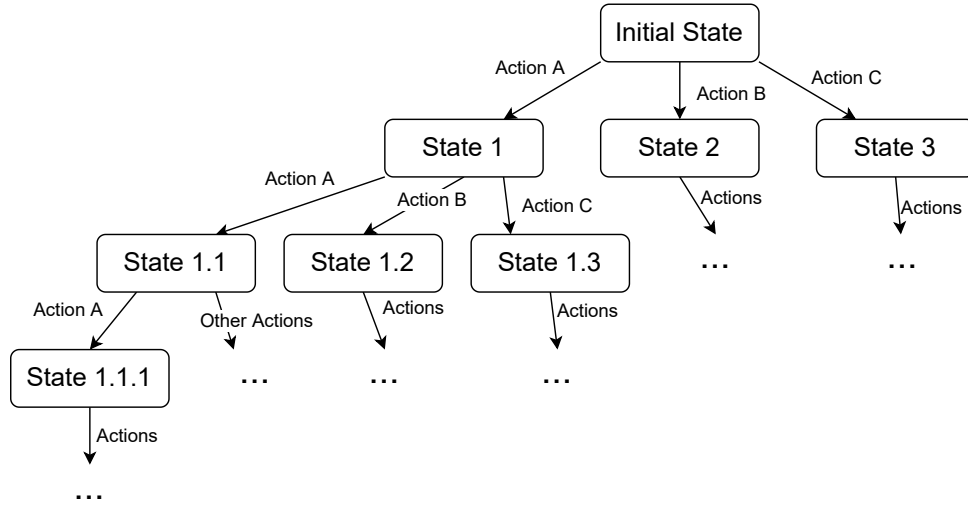 Initial State
Action A
Action B
Action C
State 1
State 2
State 3
Action A
Action B
Action C
Actions
Actions
State 1.1
State 1.2
State 1.3
...
...
Action A
Other Actions
Actions
Actions
State 1.1.1
...
...
...
Actions
...